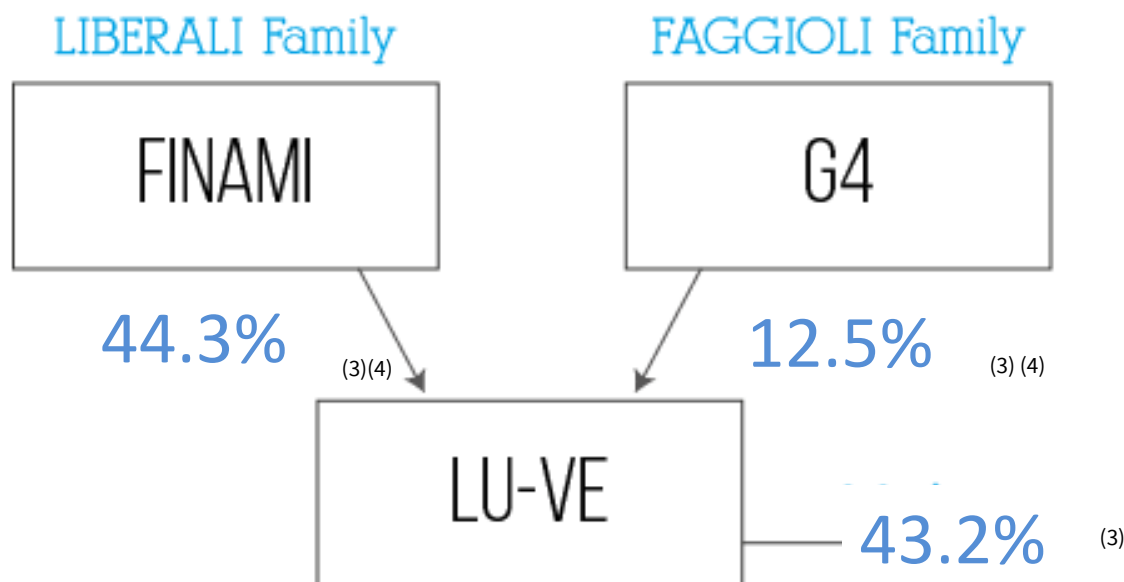 LIBERALI Family
FAGGIOLI Family
FINAMI
G4
44.3%
(3)(4)
12.5%
(3) (4)
LU-VE
43.2%
(3)